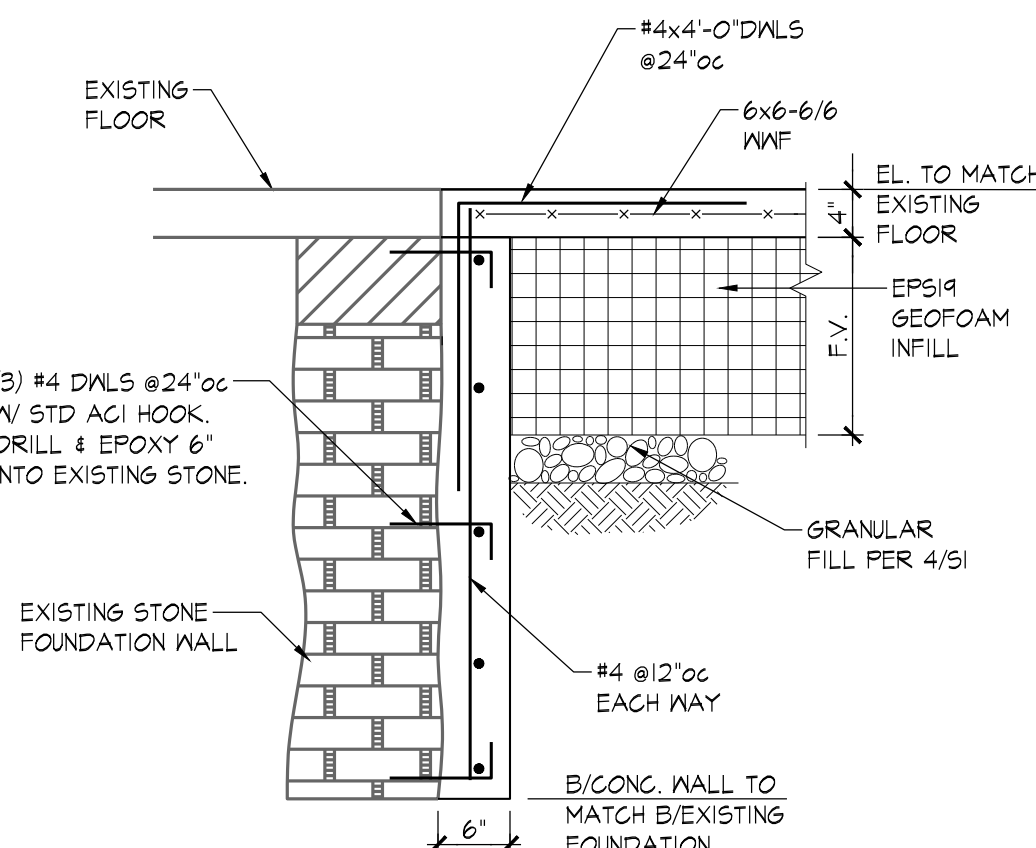 #4x4'-0"DWLS
@24"oc
EXISTING
FLOOR
6x6-6/6
WWF
EL. TO MATCH
EXISTING
FLOOR
4"
EPS19
GEOFOAM
INFILL
F.V.
3) #4 DWLS @24"oc
W/ STD ACI HOOK.
DRILL & EPOXY 6"
INTO EXISTING STONE.
GRANULAR
FILL PER 4/S1
EXISTING STONE
FOUNDATION WALL
#4 @12"oc
EACH WAY
B/CONC. WALL TO
MATCH B/EXISTING
FOUNDATION
6"